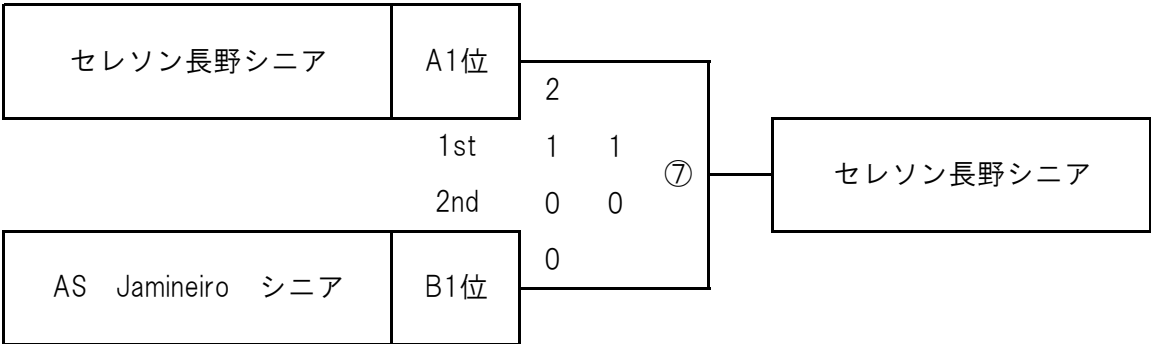 セレソン長野シニア A1位
2
1st 1 1
⑦
セレソン長野シニア
2nd 0 0
0
AS Jamineiro シニア B1位